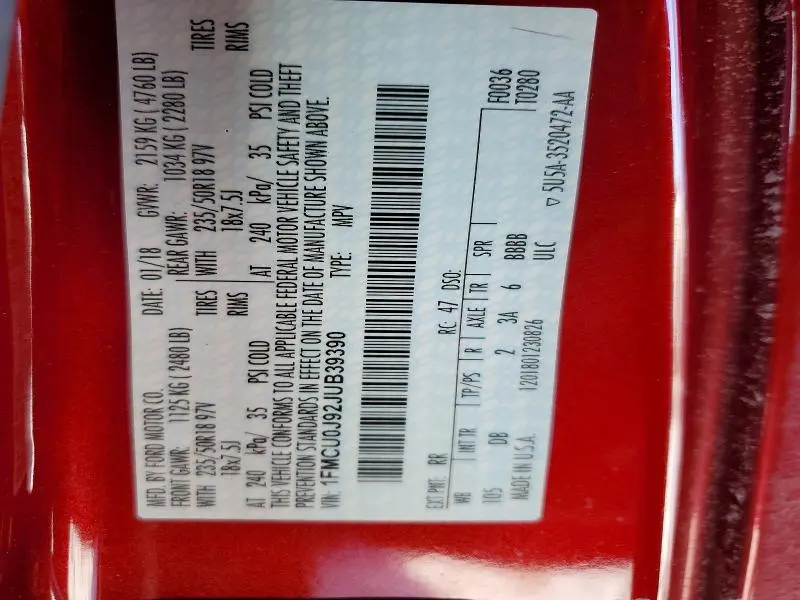 MFD. BY FORD MOTOR CO. DATE: 01/18 GVWR: 2159 KG ( 4760 LB)
FRONT GAWR: 1125 KG ( 2480 LB) REAR GAWR: 1034 KG ( 2280 LB)
WITH 235/50R18 97V TIRES WITH 235/50R18 97V TIRES
18x7.5J RIMS 18x7.5J RIMS
AT 240 kPa/ 35 PSI COLD AT 240 kPa/ 35 PSI COLD
THIS VEHICLE CONFORMS TO ALL APPLICABLE FEDERAL MOTOR VEHICLE SAFETY AND THEFT
PREVENTION STANDARDS IN EFFECT ON THE DATE OF MANUFACTURE SHOWN ABOVE.
VIN: 1FMCU0J92JUB39390 TYPE: MPV
EXT PNT: RR RC: 47 DSO: F0036
WB INT TR TP/PS R AXLE TR SPR T0280
105 DB 2 3A 6 BBBB
MADE IN U.S.A. 1201801230826 ULC
▽ 5U5A-3520472-AA